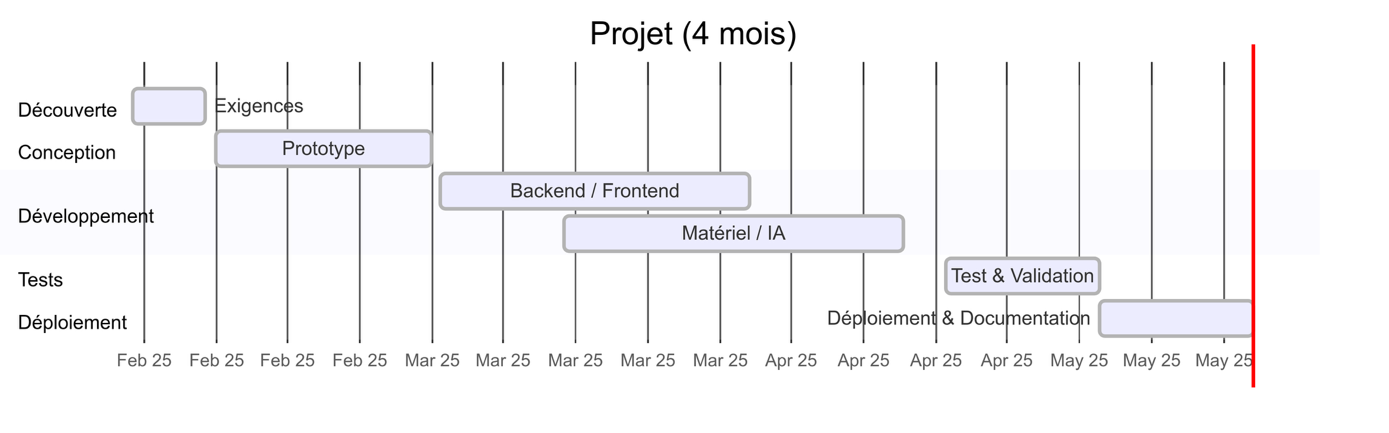 Projet (4 mois)
Découverte
Exigences
Conception
Prototype
Développement
Backend / Frontend
Matériel / IA
Tests
Test & Validation
Déploiement
Déploiement & Documentation
Feb 25 Feb 25 Feb 25 Feb 25 Mar 25 Mar 25 Mar 25 Mar 25 Mar 25 Apr 25 Apr 25 Apr 25 Apr 25 May 25 May 25 May 25